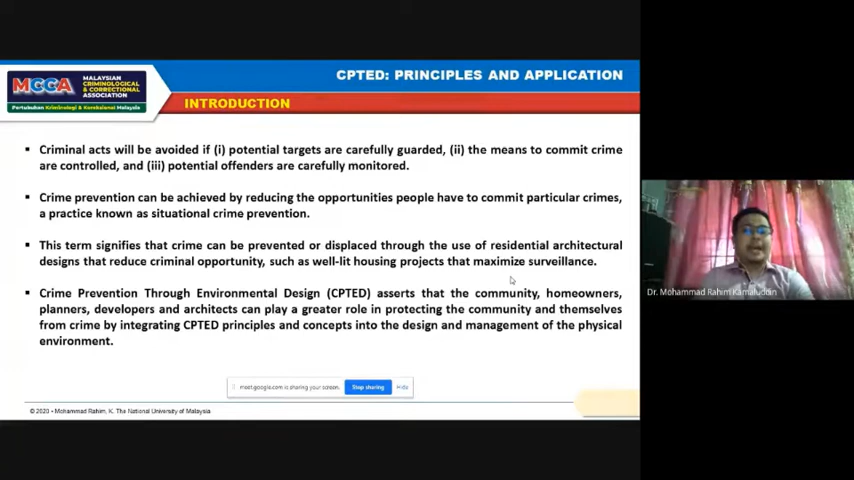 CPTED: PRINCIPLES AND APPLICATION
MCCA
MALAYSIAN
CRIMINOLOGICAL
& CORRECTIONAL
ASSOCIATION
Pertubuhan Kriminologi & Koreksional Malaysia
INTRODUCTION
▪ Criminal acts will be avoided if (i) potential targets are carefully guarded, (ii) the means to commit crime
are controlled, and (iii) potential offenders are carefully monitored.
▪ Crime prevention can be achieved by reducing the opportunities people have to commit particular crimes,
a practice known as situational crime prevention.
▪ This term signifies that crime can be prevented or displaced through the use of residential architectural
designs that reduce criminal opportunity, such as well-lit housing projects that maximize surveillance.
▪ Crime Prevention Through Environmental Design (CPTED) asserts that the community, homeowners,
planners, developers and architects can play a greater role in protecting the community and themselves
from crime by integrating CPTED principles and concepts into the design and management of the physical
environment.
meet.google.com is sharing your screen. Stop sharing Hide
© 2020 • Mohammad Rahim, K. The National University of Malaysia
Dr. Mohammad Rahim Kamaluddin